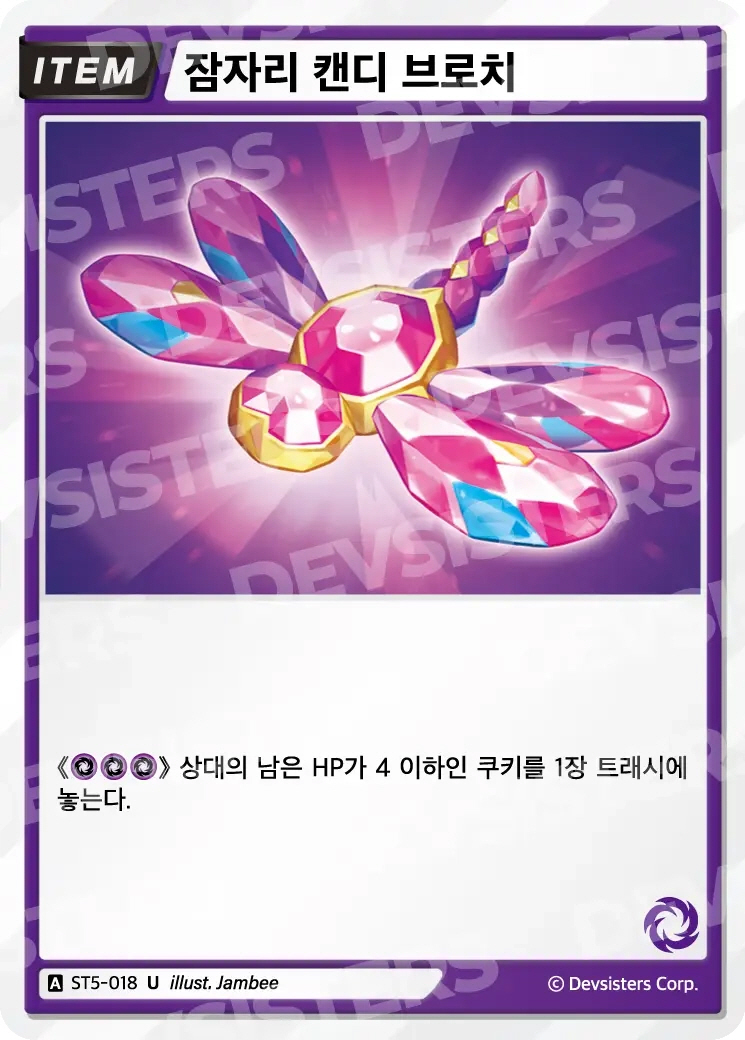 ITEM 잠자리 캔디 브로치
《》 상대의 남은 HP가 4 이하인 쿠키를 1장 트래시에
놓는다.
A ST5-018 U illust. Jambee
© Devsisters Corp.
DEVSISTERS